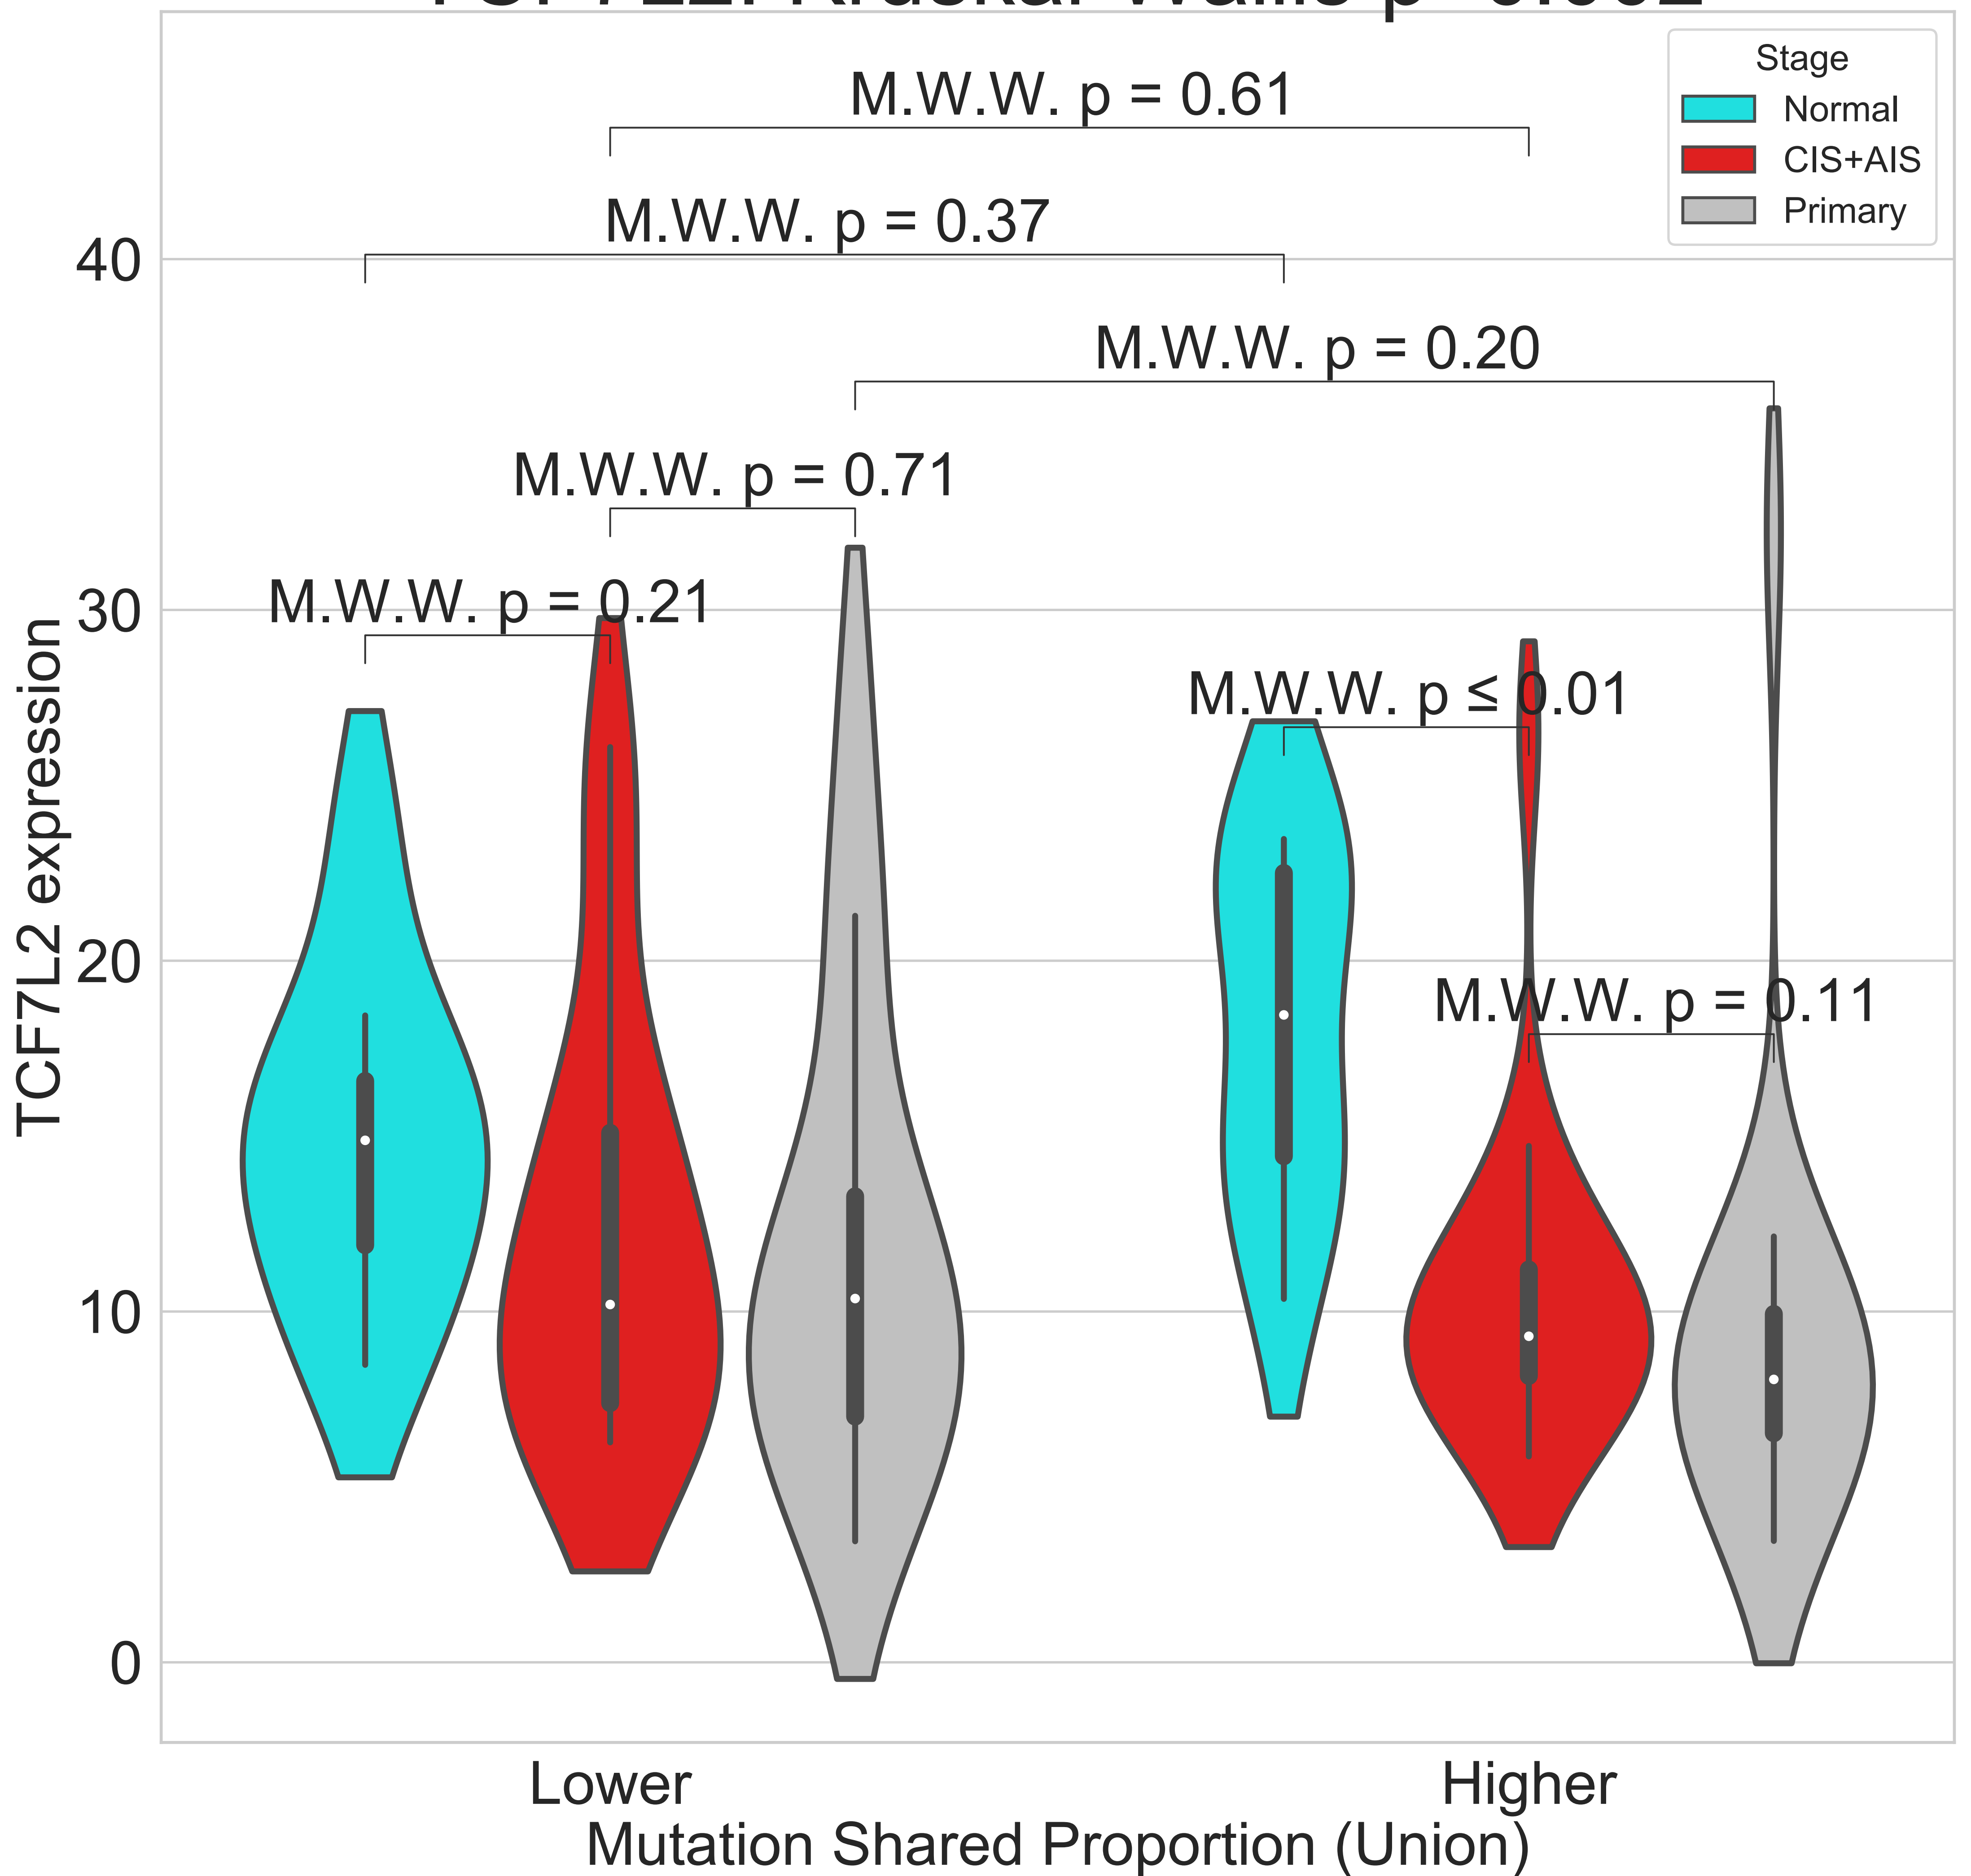 Stage
Normal
CIS+AIS
Primary
M.W.W. p = 0.61
M.W.W. p = 0.37
M.W.W. p = 0.20
M.W.W. p = 0.71
M.W.W. p = 0.21
M.W.W. p ≤ 0.01
M.W.W. p = 0.11
TCF7L2 expression
40
30
20
10
0
Lower
Higher
Mutation Shared Proportion (Union)